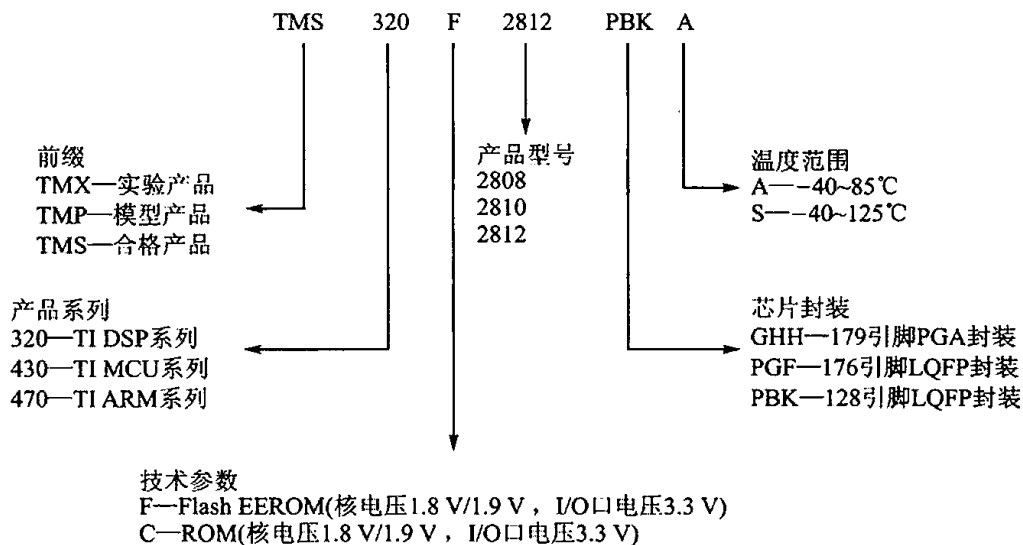 TMS 320 F 2812 PBK A
前缀
TMX—实验产品
TMP—模型产品
TMS—合格产品
产品型号
2808
2810
2812
温度范围
A—-40~85℃
S—-40~125℃
产品系列
320—TI DSP系列
430—TI MCU系列
470—TI ARM系列
芯片封装
GHH—179引脚PGA封装
PGF—176引脚LQFP封装
PBK—128引脚LQFP封装
技术参数
F—Flash EEROM(核电压1.8 V/1.9 V，I/O口电压3.3 V)
C—ROM(核电压1.8 V/1.9 V，I/O口电压3.3 V)